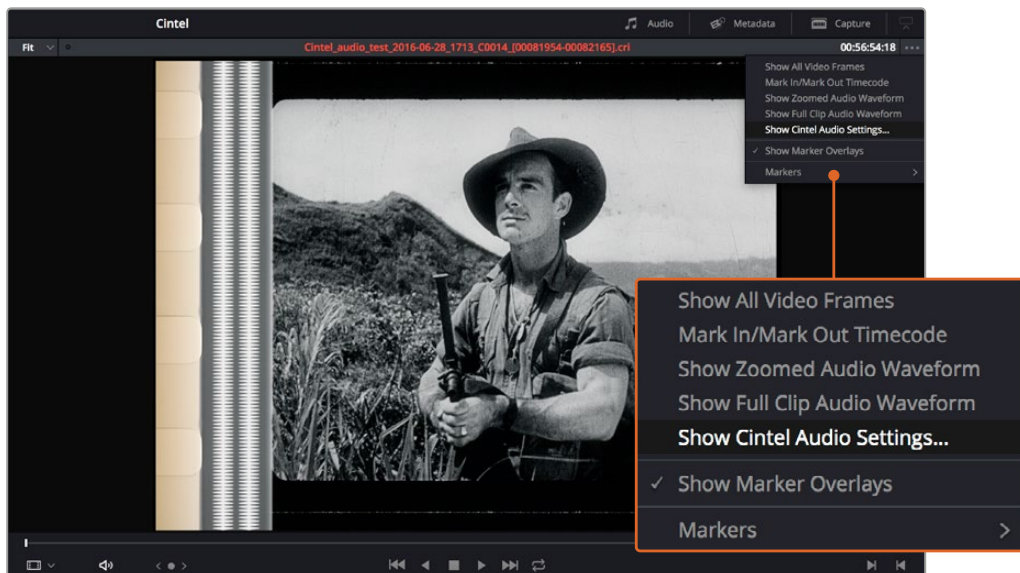 Cintel
Audio
Metadata
Capture
Fit
Cintel_audio_test_2016-06-28_1713_C0014_[00081954-00082165].cri
00:56:54:18
Show All Video Frames
Mark In/Mark Out Timecode
Show Zoomed Audio Waveform
Show Full Clip Audio Waveform
Show Cintel Audio Settings...
✓ Show Marker Overlays
Markers >
Show All Video Frames
Mark In/Mark Out Timecode
Show Zoomed Audio Waveform
Show Full Clip Audio Waveform
Show Cintel Audio Settings...
✓ Show Marker Overlays
Markers >